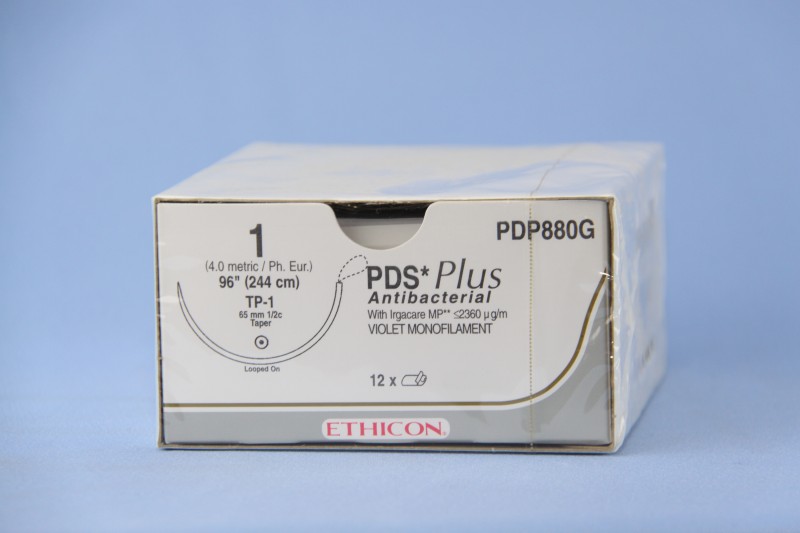 1
(4.0 metric / Ph. Eur.)
96" (244 cm)
TP-1
65 mm 1/2c
Taper
Looped On
PDP880G
PDS* Plus
Antibacterial
With Irgacare MP** ≤2360 µg/m
VIOLET MONOFILAMENT
12 x
ETHICON